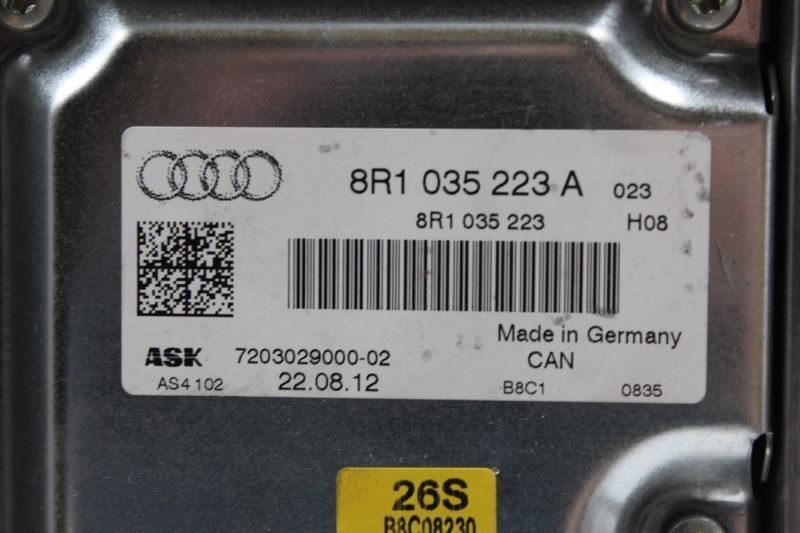 8R1 035 223 A 023
8R1 035 223 H08
Made in Germany
ASK 7203029000-02 CAN
AS4 102 22.08.12 B8C1 0835
26S
B8C08230